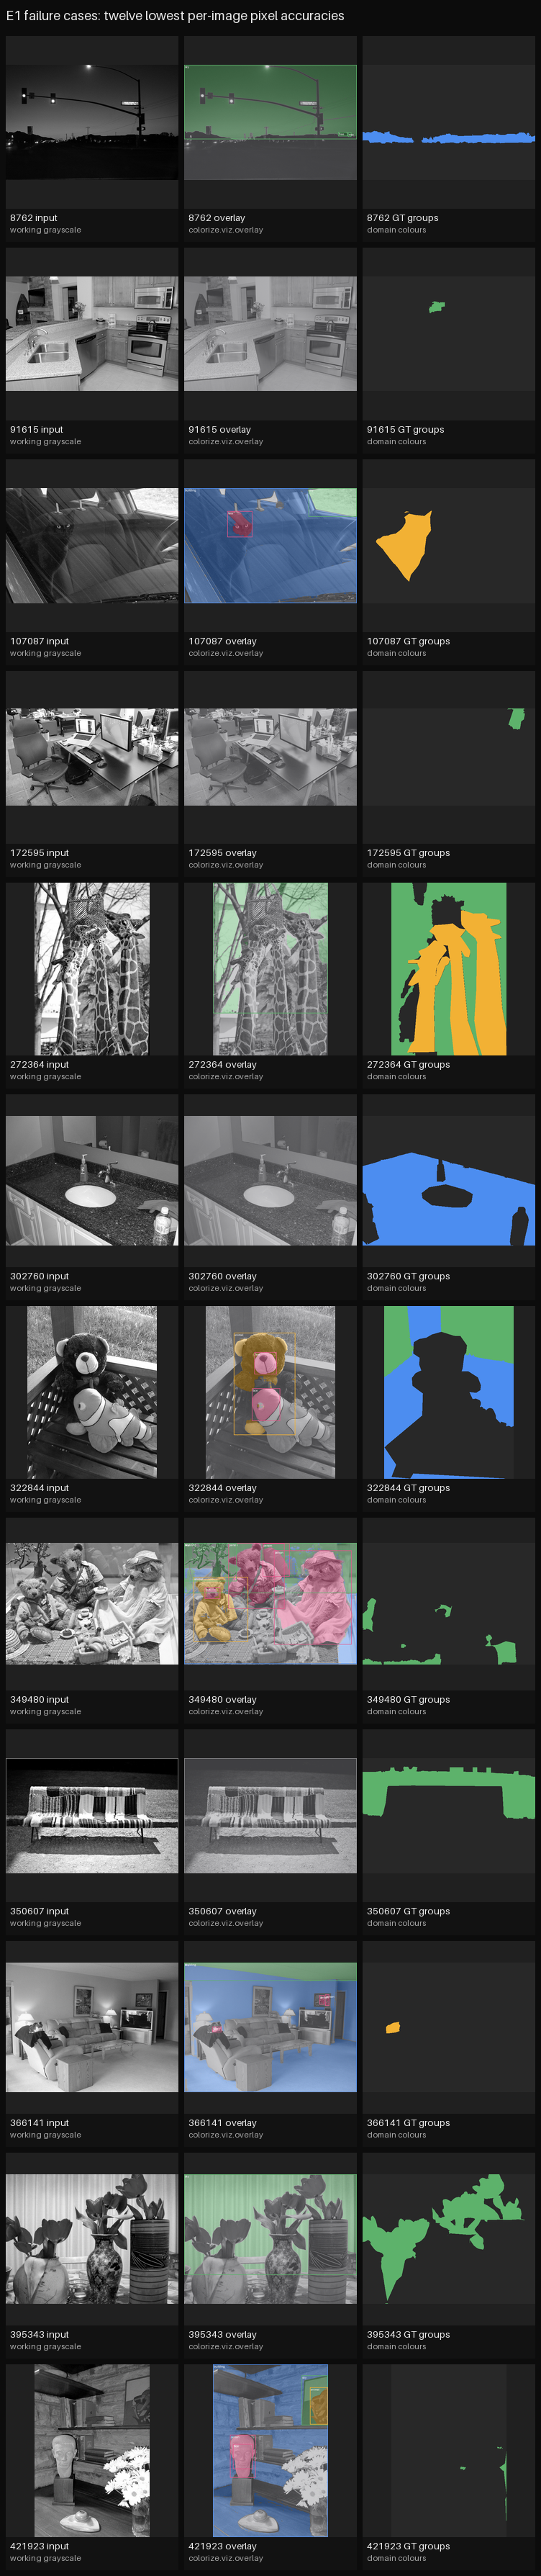 E1 failure cases: twelve lowest per-image pixel accuracies
8762 input
working grayscale
8762 overlay
colorize.viz.overlay
8762 GT groups
domain colours
91615 input
working grayscale
91615 overlay
colorize.viz.overlay
91615 GT groups
domain colours
107087 input
working grayscale
107087 overlay
colorize.viz.overlay
107087 GT groups
domain colours
172595 input
working grayscale
172595 overlay
colorize.viz.overlay
172595 GT groups
domain colours
272364 input
working grayscale
272364 overlay
colorize.viz.overlay
272364 GT groups
domain colours
302760 input
working grayscale
302760 overlay
colorize.viz.overlay
302760 GT groups
domain colours
322844 input
working grayscale
322844 overlay
colorize.viz.overlay
322844 GT groups
domain colours
349480 input
working grayscale
349480 overlay
colorize.viz.overlay
349480 GT groups
domain colours
350607 input
working grayscale
350607 overlay
colorize.viz.overlay
350607 GT groups
domain colours
366141 input
working grayscale
366141 overlay
colorize.viz.overlay
366141 GT groups
domain colours
395343 input
working grayscale
395343 overlay
colorize.viz.overlay
395343 GT groups
domain colours
421923 input
working grayscale
421923 overlay
colorize.viz.overlay
421923 GT groups
domain colours